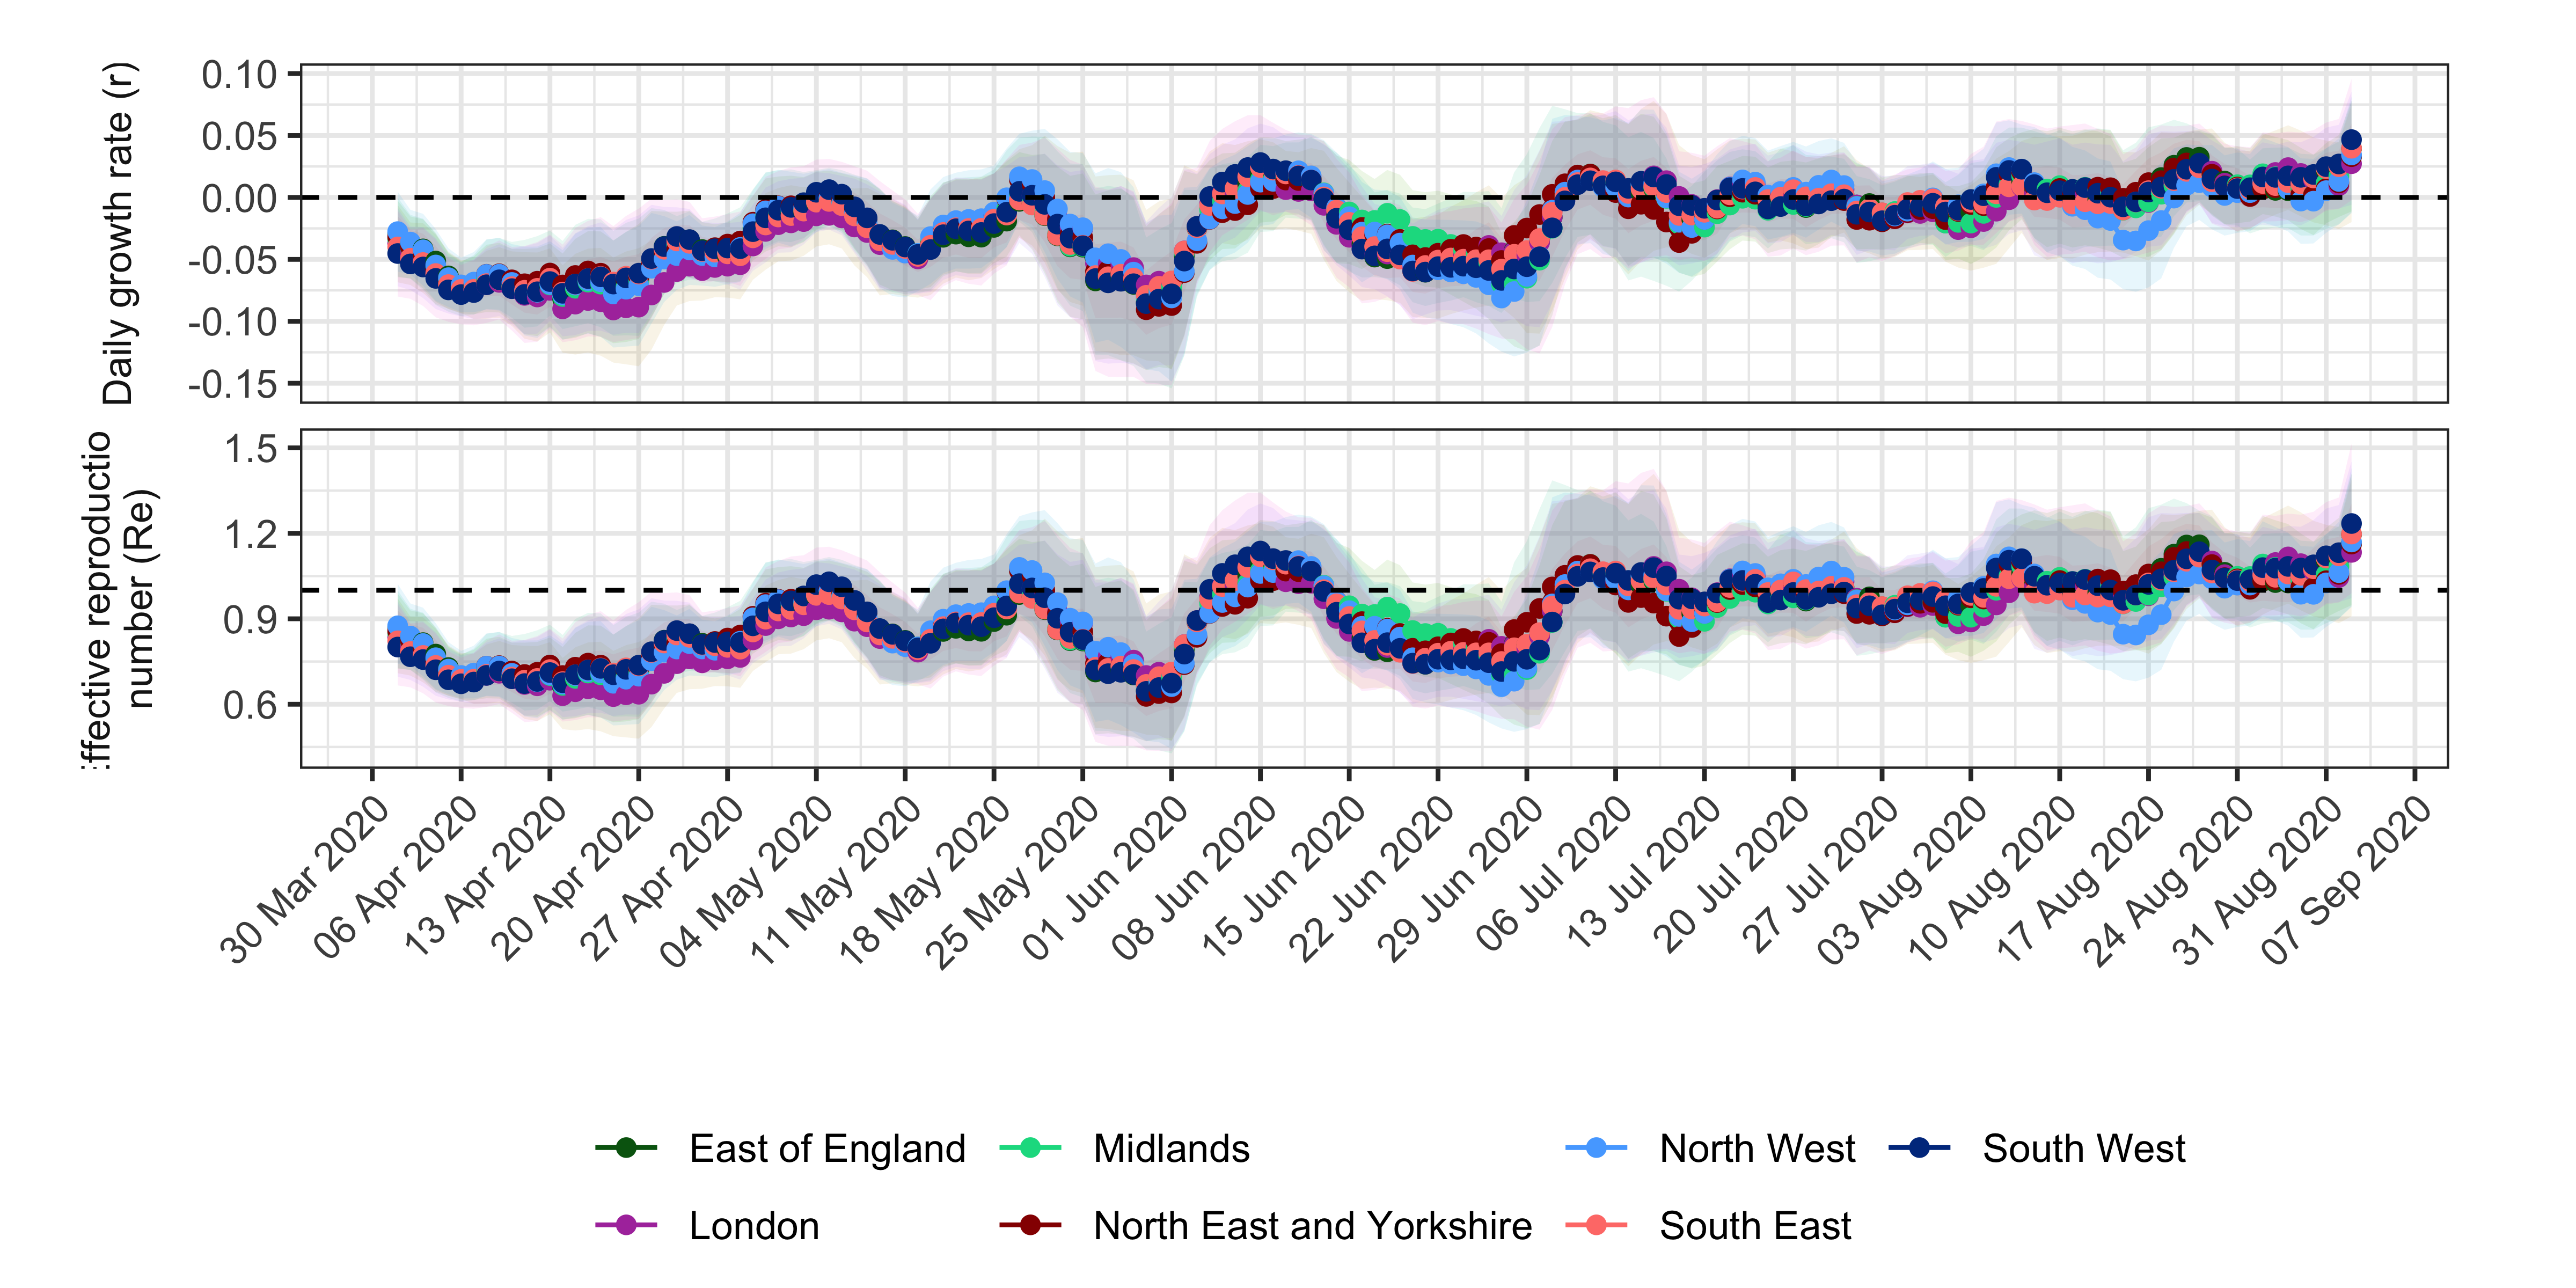 Daily growth rate (r)
0.10
0.05
0.00
-0.05
-0.10
-0.15
ffective reproductio
number (Re)
1.5
1.2
0.9
0.6
30 Mar 2020
06 Apr 2020
13 Apr 2020
20 Apr 2020
27 Apr 2020
04 May 2020
11 May 2020
18 May 2020
25 May 2020
01 Jun 2020
08 Jun 2020
15 Jun 2020
22 Jun 2020
29 Jun 2020
06 Jul 2020
13 Jul 2020
20 Jul 2020
27 Jul 2020
03 Aug 2020
10 Aug 2020
17 Aug 2020
24 Aug 2020
31 Aug 2020
07 Sep 2020
East of England
Midlands
North West
South West
London
North East and Yorkshire
South East